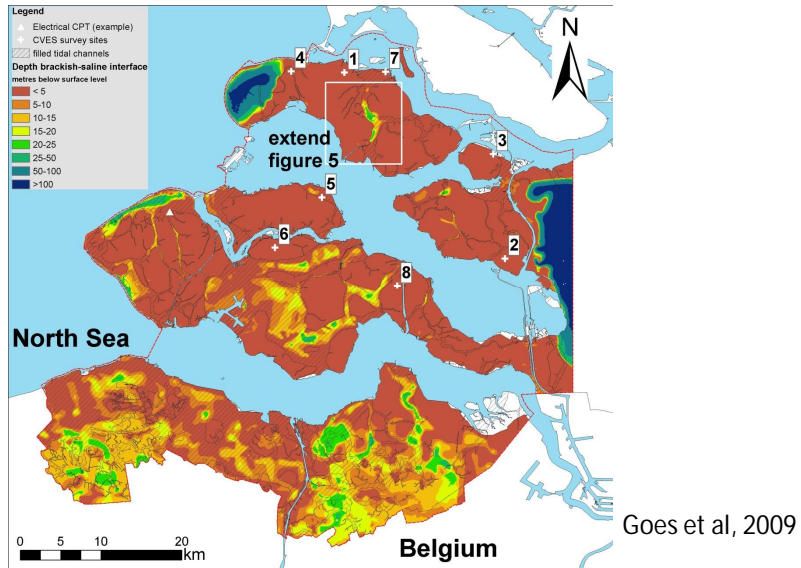 Legend
Electrical CPT (example)
CVES survey sites
filled tidal channels
Depth brackish-saline interface
metres below surface level
< 5
5-10
10-15
15-20
20-25
25-50
50-100
>100
N
4
1
7
3
extend
figure 5
5
6
2
8
North Sea
Belgium
0 5 10 20
km
Goes et al, 2009